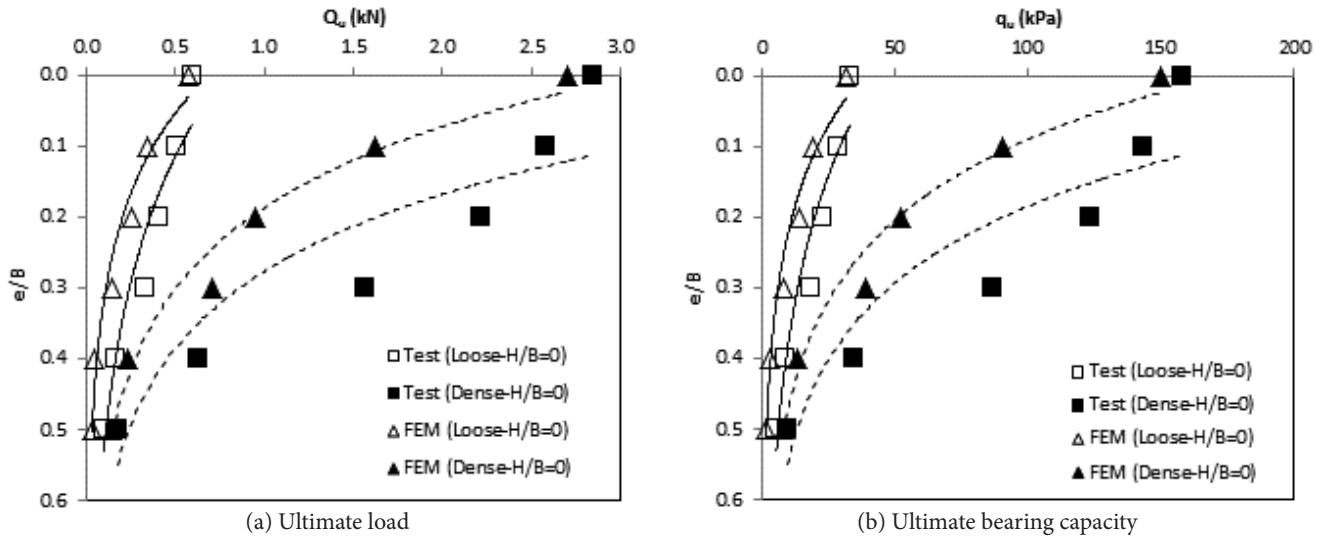 Qu (kN)
0.0 0.5 1.0 1.5 2.0 2.5 3.0
0.0
0.1
0.2
0.3
0.4
0.5
0.6
e/B
Test (Loose-H/B=0)
Test (Dense-H/B=0)
FEM (Loose-H/B=0)
FEM (Dense-H/B=0)
(a) Ultimate load
qu (kPa)
0 50 100 150 200
0.0
0.1
0.2
0.3
0.4
0.5
0.6
e/B
Test (Loose-H/B=0)
Test (Dense-H/B=0)
FEM (Loose-H/B=0)
FEM (Dense-H/B=0)
(b) Ultimate bearing capacity